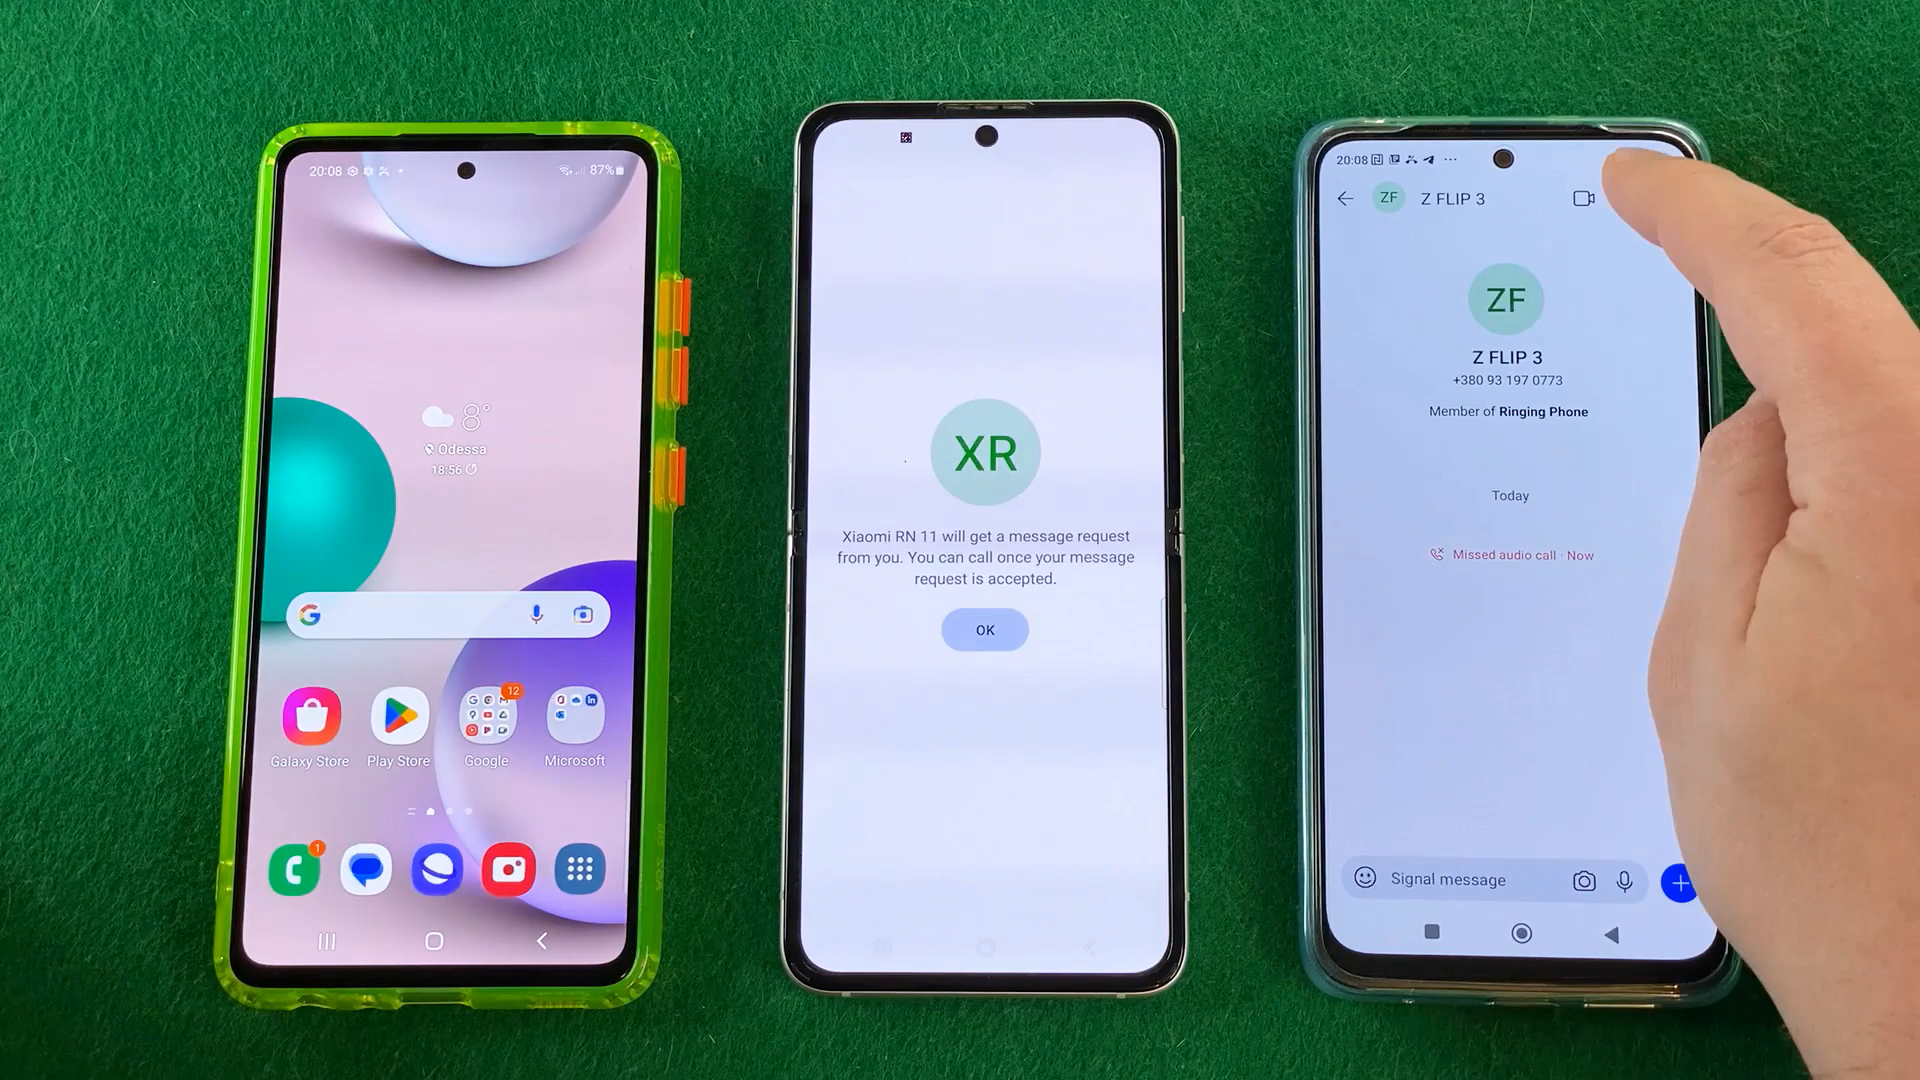 20:08
87%
8°
Odessa
18:56
12
Galaxy Store
Play Store
Google
Microsoft
1
XR
Xiaomi RN 11 will get a message request
from you. You can call once your message
request is accepted.
OK
20:08
ZF
Z FLIP 3
ZF
Z FLIP 3
+380 93 197 0773
Member of Ringing Phone
Today
Missed audio call · Now
Signal message